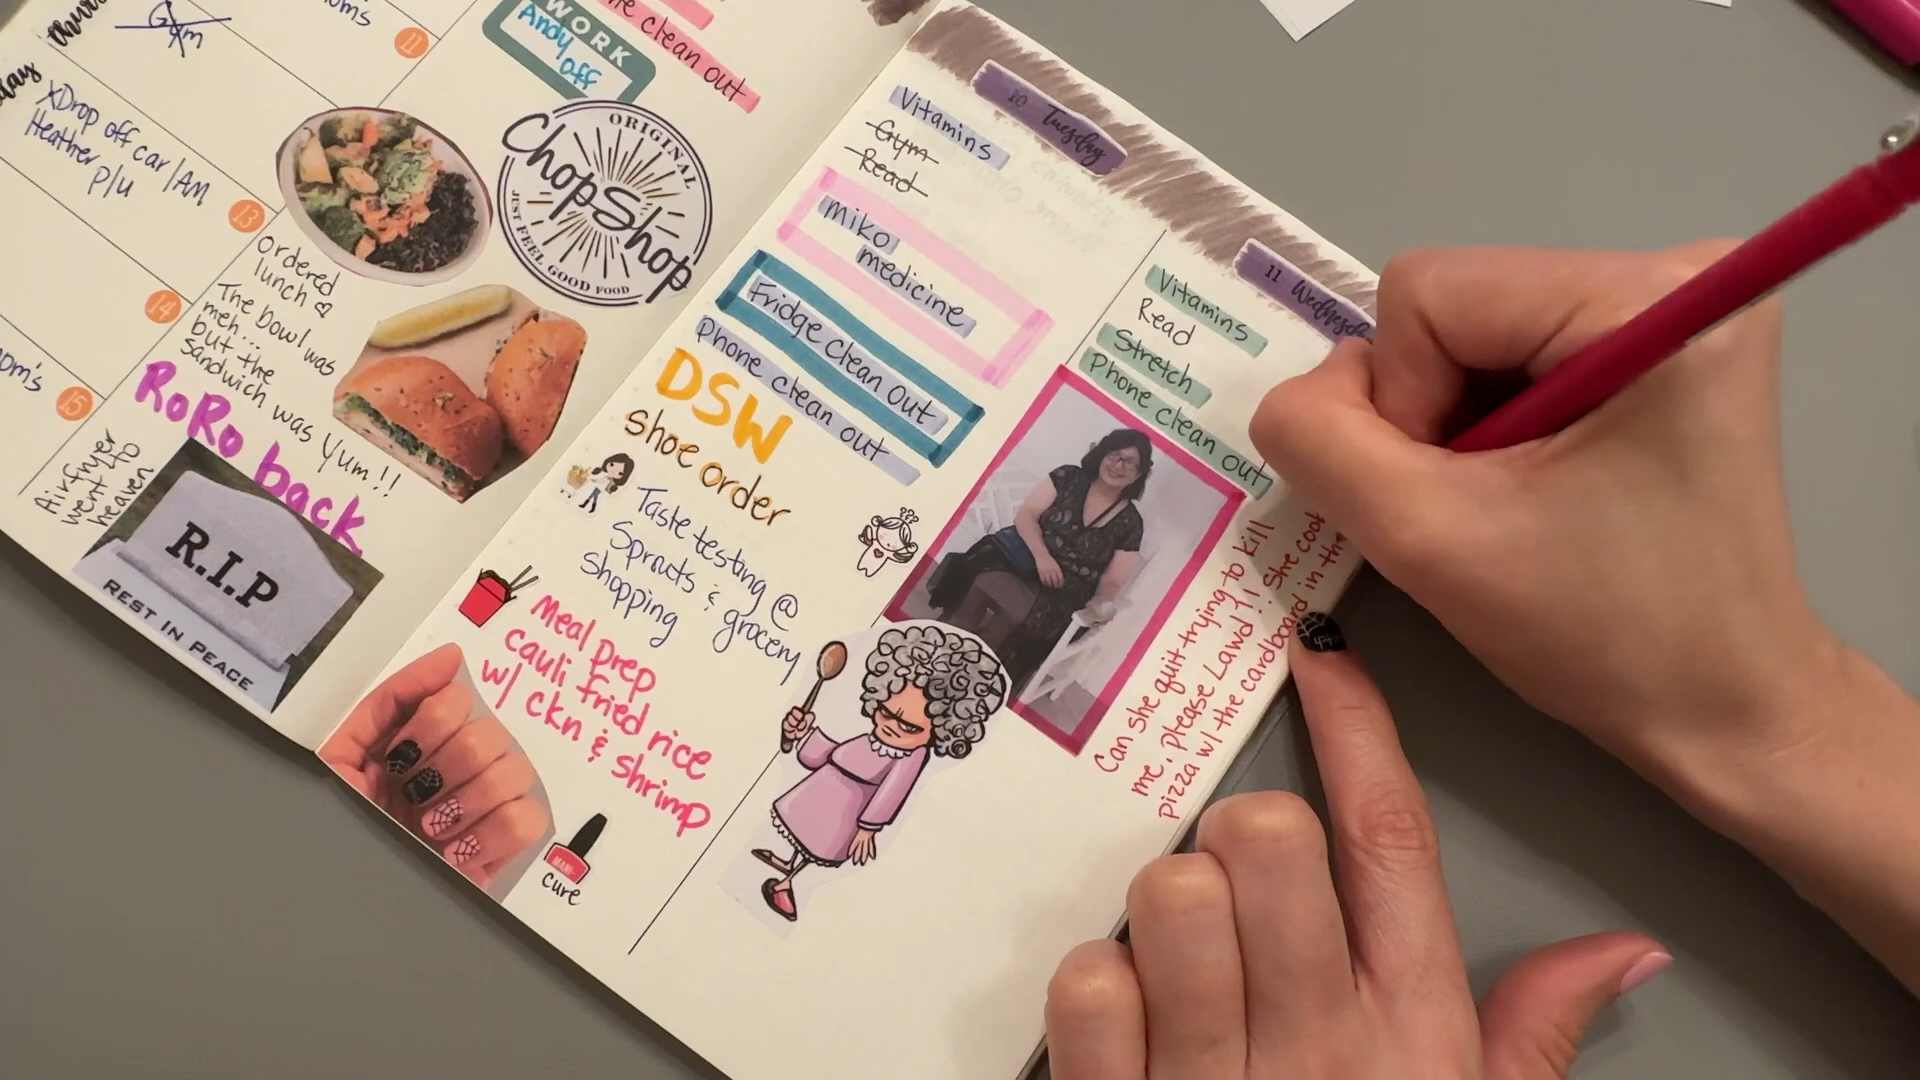 Gym
11
XDrop off car / AM
Heather
P/U
13
14
15
WORK
Andy
off
clean out
ORIGINAL
ChopShop
JUST FEEL GOOD FOOD
ordered
lunch ♡
The bowl was
meh...
but the
sandwich was Yum!!
RoRo back
Airfryer
went to
heaven
R.I.P
REST IN PEACE
10 Tuesday
Vitamins
Gym
Read
miko
medicine
Fridge clean out
Phone clean out
DSW
Shoe order
Taste testing @
Sprouts & grocery
shopping
Meal prep
cauli fried rice
w/ ckn & shrimp
MANI
cure
11 Wednesd
Vitamins
Read
Stretch
Phone clean out
Can she quit trying to kill
me, please Lawd!! She coo
pizza w/ the cardboard in the